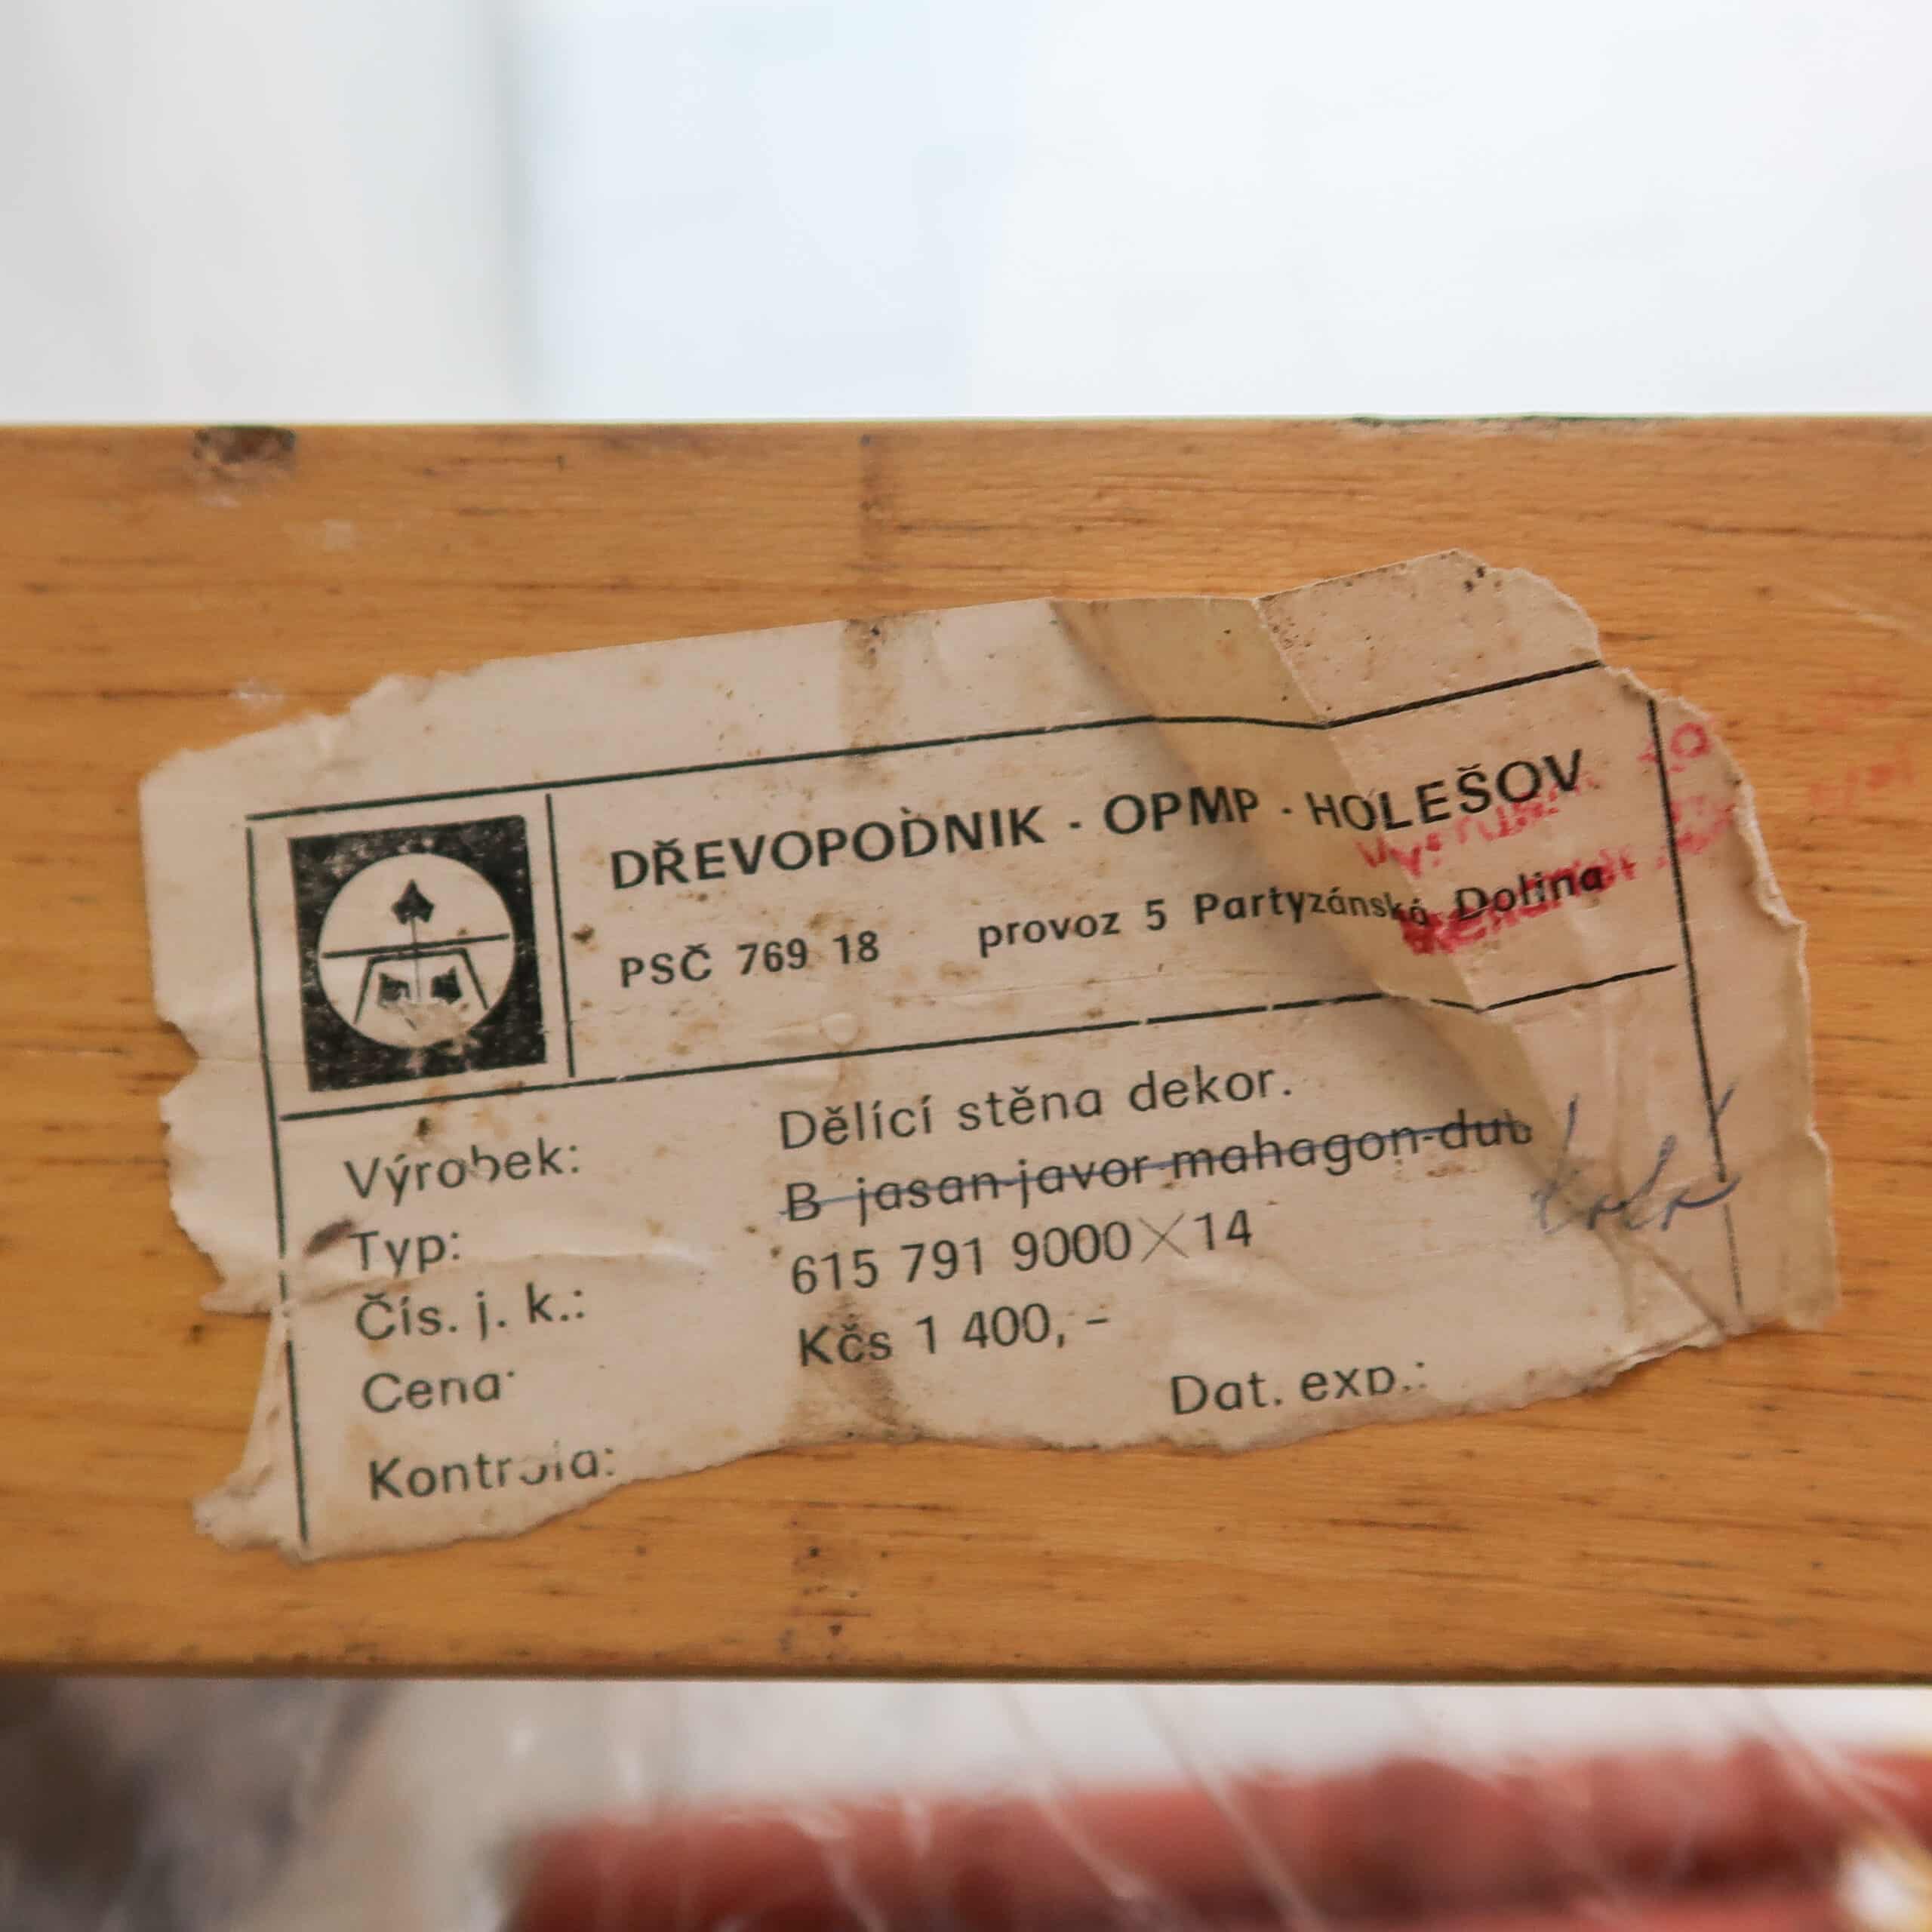 DŘEVOPODNIK - OPMP - HOLEŠOV
PSČ 769 18 provoz 5 Partyzánská Dolina
Výrobek: Dělící stěna dekor.
Typ: B jasan-javor-mahagon-dub
Čís. j. k.: 615 791 9000×14
Cena: Kčs 1 400,-
Kontrola: Dat. exp.: